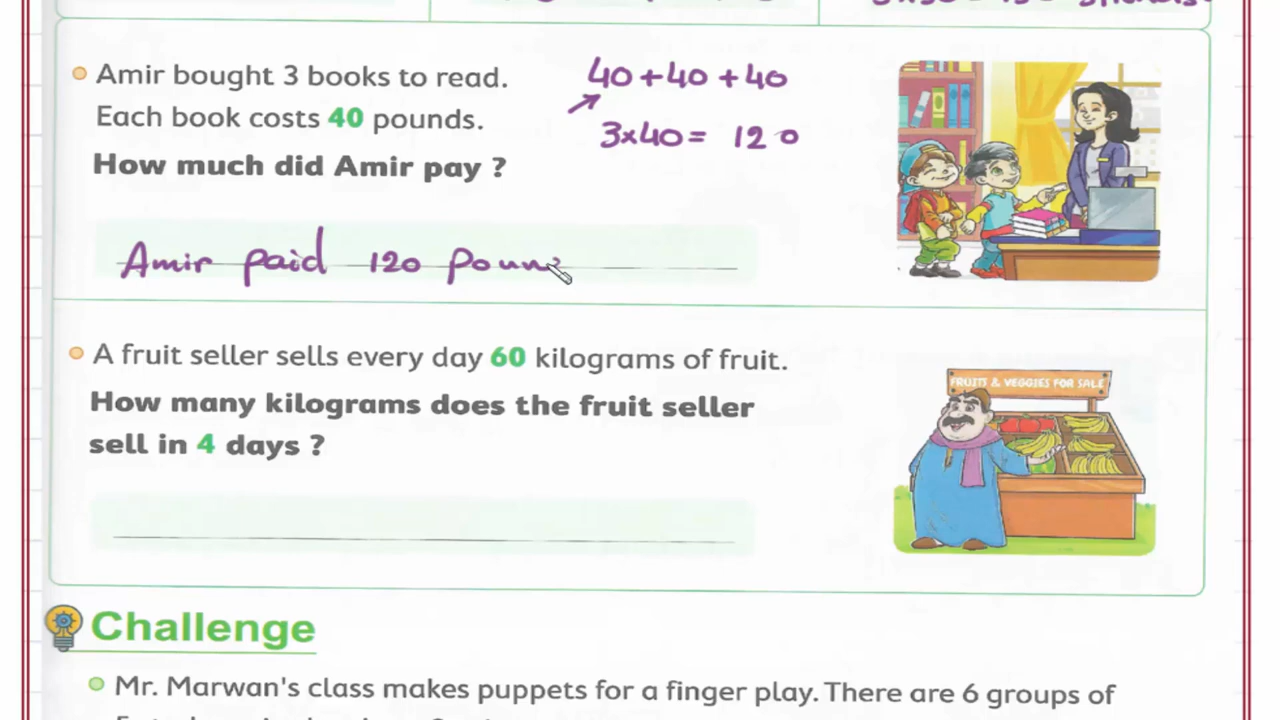 Amir bought 3 books to read.
40 + 40 + 40
Each book costs 40 pounds.
3x40 = 120
How much did Amir pay ?
Amir paid 120 poun
A fruit seller sells every day 60 kilograms of fruit.
FRUITS & VEGGIES FOR SALE
How many kilograms does the fruit seller
sell in 4 days ?
Challenge
Mr. Marwan's class makes puppets for a finger play. There are 6 groups of